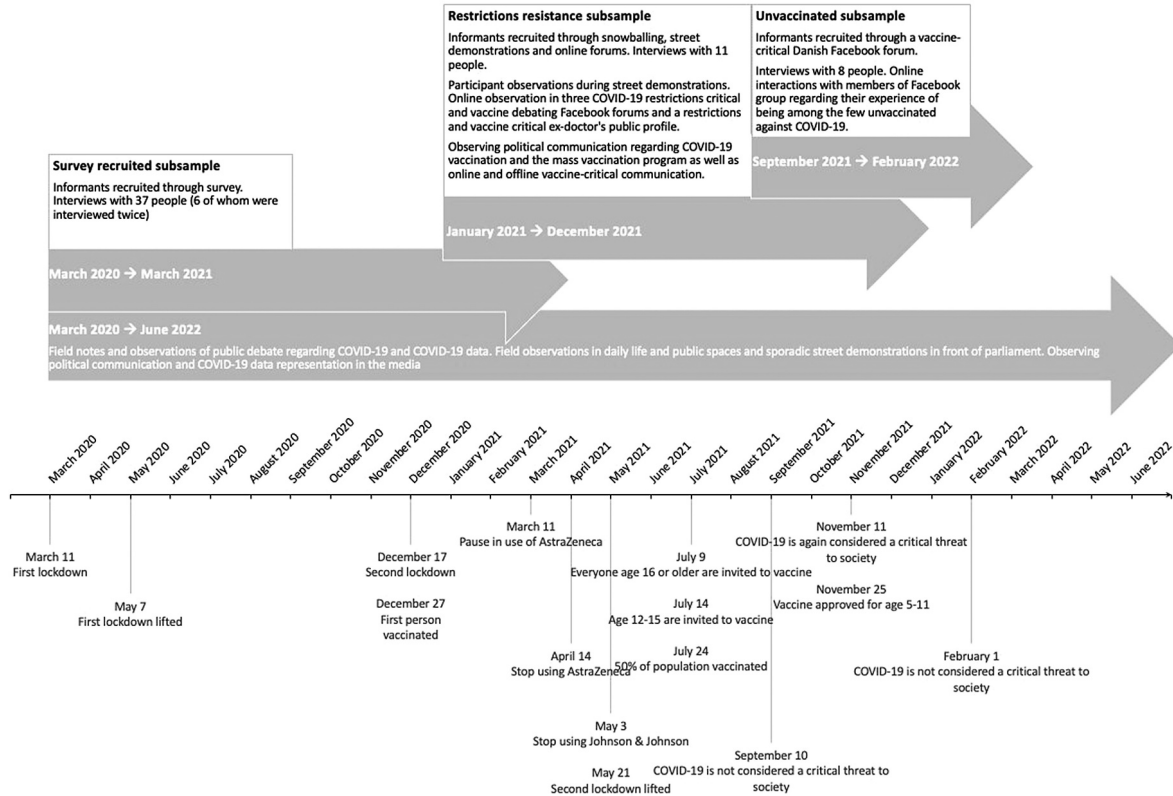 Restrictions resistance subsample
Informants recruited through snowballing, street
demonstrations and online forums. Interviews with 11
people.
Participant observations during street demonstrations.
Online observation in three COVID-19 restrictions critical
and vaccine debating Facebook forums and a restrictions
and vaccine critical ex-doctor's public profile.
Observing political communication regarding COVID-19
vaccination and the mass vaccination program as well as
online and offline vaccine-critical communication.
January 2021 → December 2021
Unvaccinated subsample
Informants recruited through a vaccine-
critical Danish Facebook forum.
Interviews with 8 people. Online
interactions with members of Facebook
group regarding their experience of
being among the few unvaccinated
against COVID-19.
September 2021 → February 2022
Survey recruited subsample
Informants recruited through survey.
Interviews with 37 people (6 of whom were
interviewed twice)
March 2020 → March 2021
March 2020 → June 2022
Field notes and observations of public debate regarding COVID-19 and COVID-19 data. Field observations in daily life and public spaces and sporadic street demonstrations in front of parliament. Observing
political communication and COVID-19 data representation in the media
March 2020
April 2020
May 2020
June 2020
July 2020
August 2020
September 2020
October 2020
November 2020
December 2020
January 2021
February 2021
March 2021
April 2021
May 2021
June 2021
July 2021
August 2021
September 2021
October 2021
November 2021
December 2021
January 2022
February 2022
March 2022
April 2022
May 2022
June 2022
March 11
First lockdown
May 7
First lockdown lifted
December 17
Second lockdown
December 27
First person
vaccinated
March 11
Pause in use of AstraZeneca
April 14
Stop using AstraZeneca
May 3
Stop using Johnson & Johnson
May 21
Second lockdown lifted
July 9
Everyone age 16 or older are invited to vaccine
July 14
Age 12-15 are invited to vaccine
July 24
50% of population vaccinated
September 10
COVID-19 is not considered a critical threat to
society
November 11
COVID-19 is again considered a critical threat
to society
November 25
Vaccine approved for age 5-11
February 1
COVID-19 is not considered a critical threat to
society